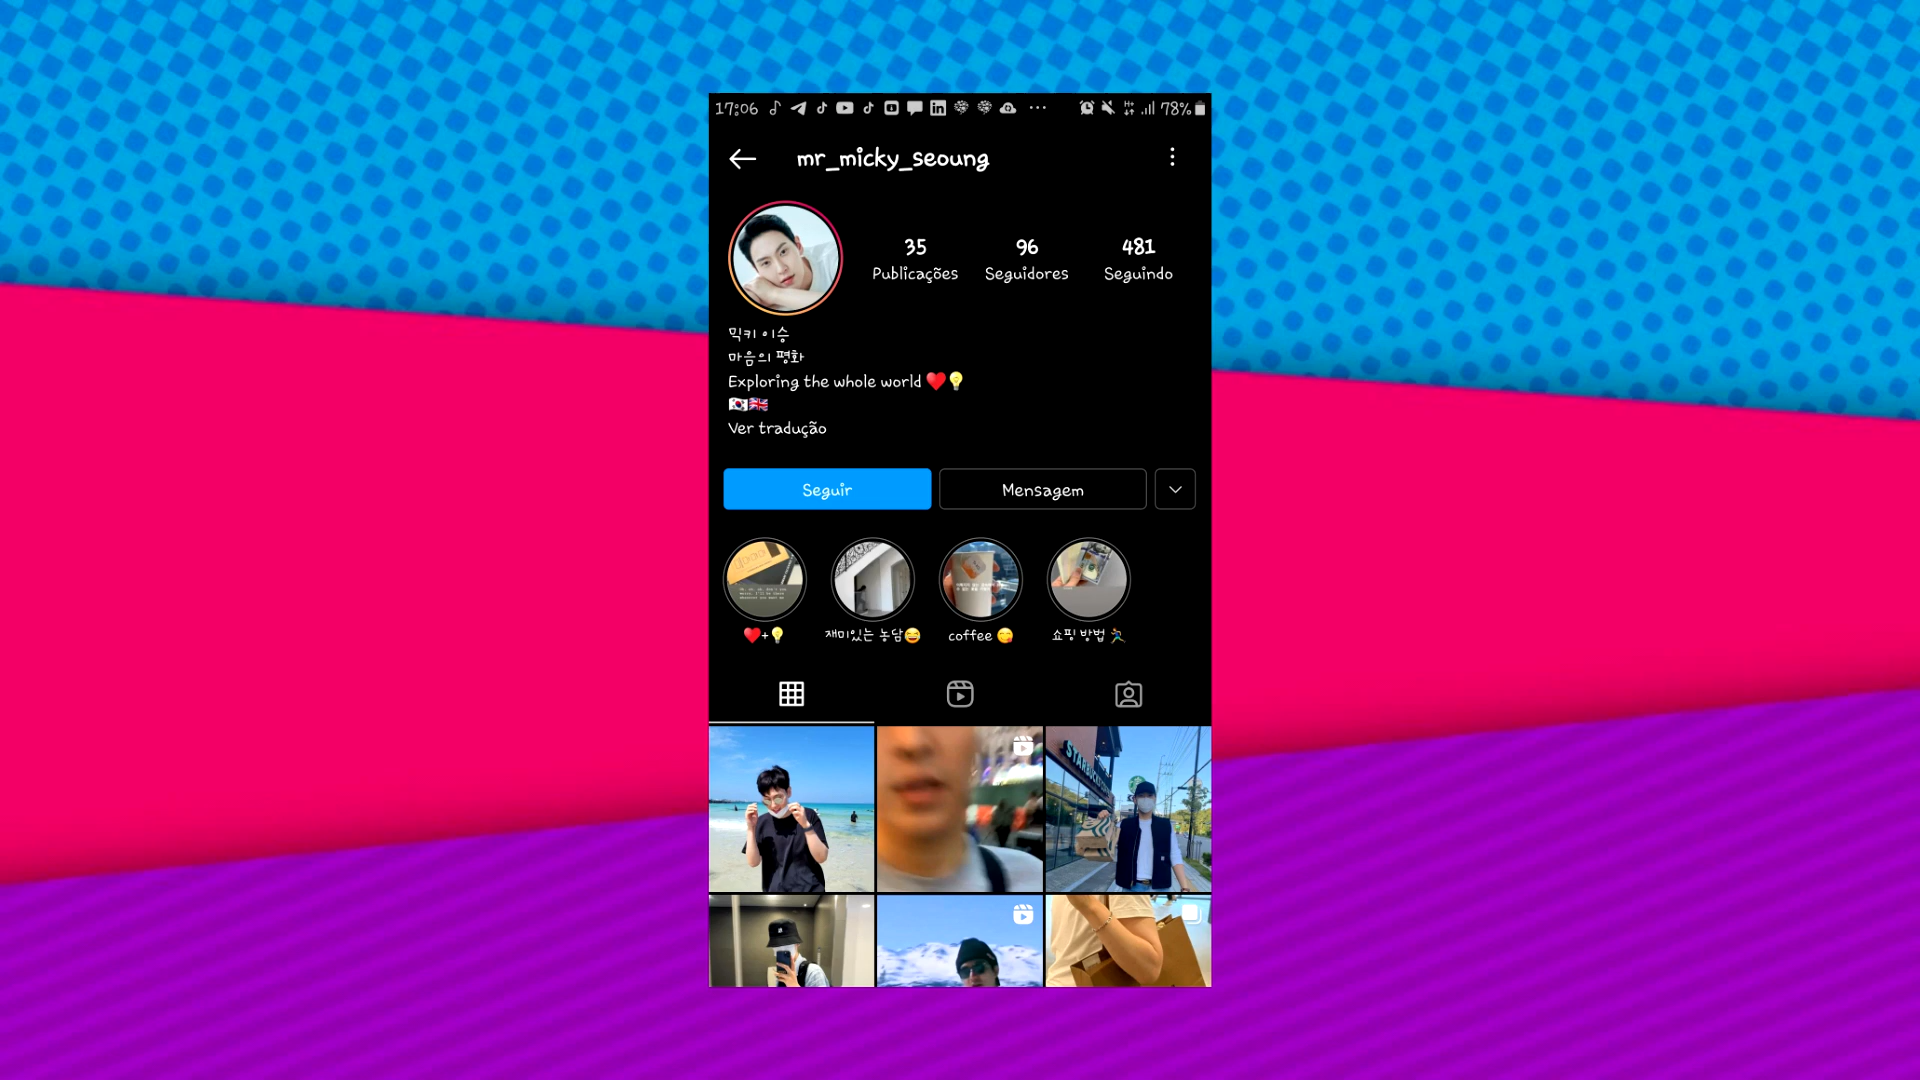 17:06
78%
mr_micky_seoung
35
96
481
Publicações
Seguidores
Seguindo
믹키 이승
마음의 평화
Exploring the whole world ❤️💡
🇰🇷🇬🇧
Ver tradução
Seguir
Mensagem
❤️+💡
재미있는 농담😄
coffee 😋
쇼핑 방법 🏃‍♂️
STARBUCKS